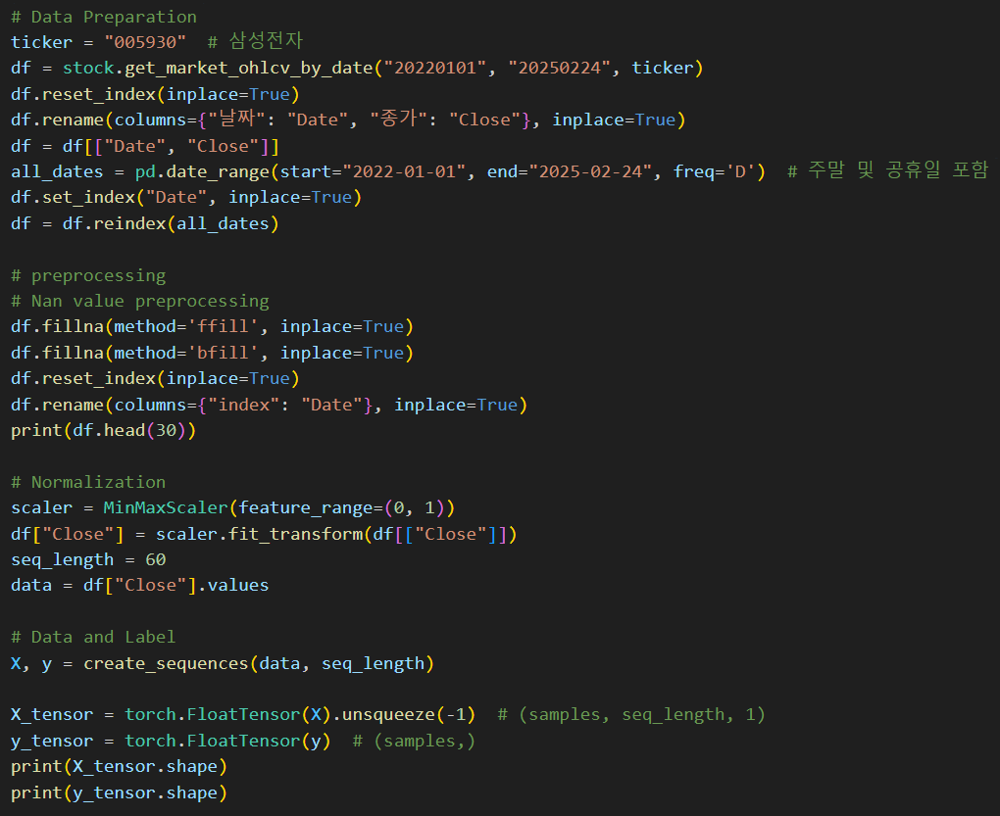 # Data Preparation
ticker = "005930"  # 삼성전자
df = stock.get_market_ohlcv_by_date("20220101", "20250224", ticker)
df.reset_index(inplace=True)
df.rename(columns={"날짜": "Date", "종가": "Close"}, inplace=True)
df = df[["Date", "Close"]]
all_dates = pd.date_range(start="2022-01-01", end="2025-02-24", freq='D')  # 주말 및 공휴일 포함
df.set_index("Date", inplace=True)
df = df.reindex(all_dates)

# preprocessing
# Nan value preprocessing
df.fillna(method='ffill', inplace=True)
df.fillna(method='bfill', inplace=True)
df.reset_index(inplace=True)
df.rename(columns={"index": "Date"}, inplace=True)
print(df.head(30))

# Normalization
scaler = MinMaxScaler(feature_range=(0, 1))
df["Close"] = scaler.fit_transform(df[["Close"]])
seq_length = 60
data = df["Close"].values

# Data and Label
X, y = create_sequences(data, seq_length)

X_tensor = torch.FloatTensor(X).unsqueeze(-1)  # (samples, seq_length, 1)
y_tensor = torch.FloatTensor(y)  # (samples,)
print(X_tensor.shape)
print(y_tensor.shape)